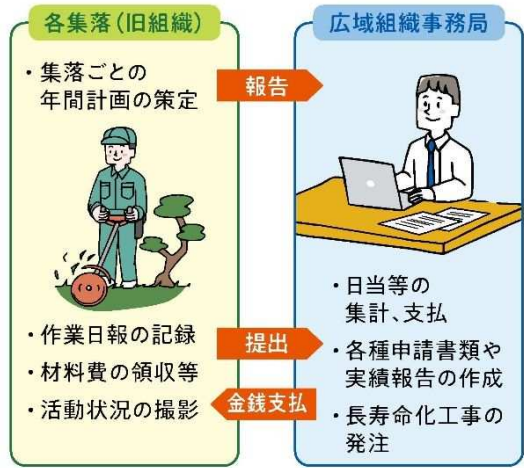 各集落(旧組織)
・集落ごとの
年間計画の策定
・作業日報の記録
・材料費の領収等
・活動状況の撮影
報告
提出
金銭支払
広域組織事務局
・日当等の
集計、支払
・各種申請書類や
実績報告の作成
・長寿命化工事の
発注